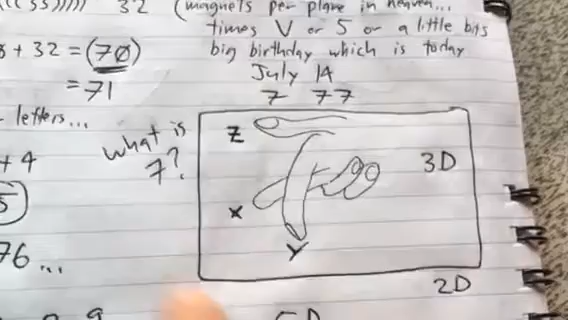 32 (magnets per plane in heaven...
times V or 5 or a little bits
+ 32 = (70) big birthday which is today
= 71 July 14
7 77
letters...
what is
7?
Z
+ 4
3D
5
X
Y
76...
2D